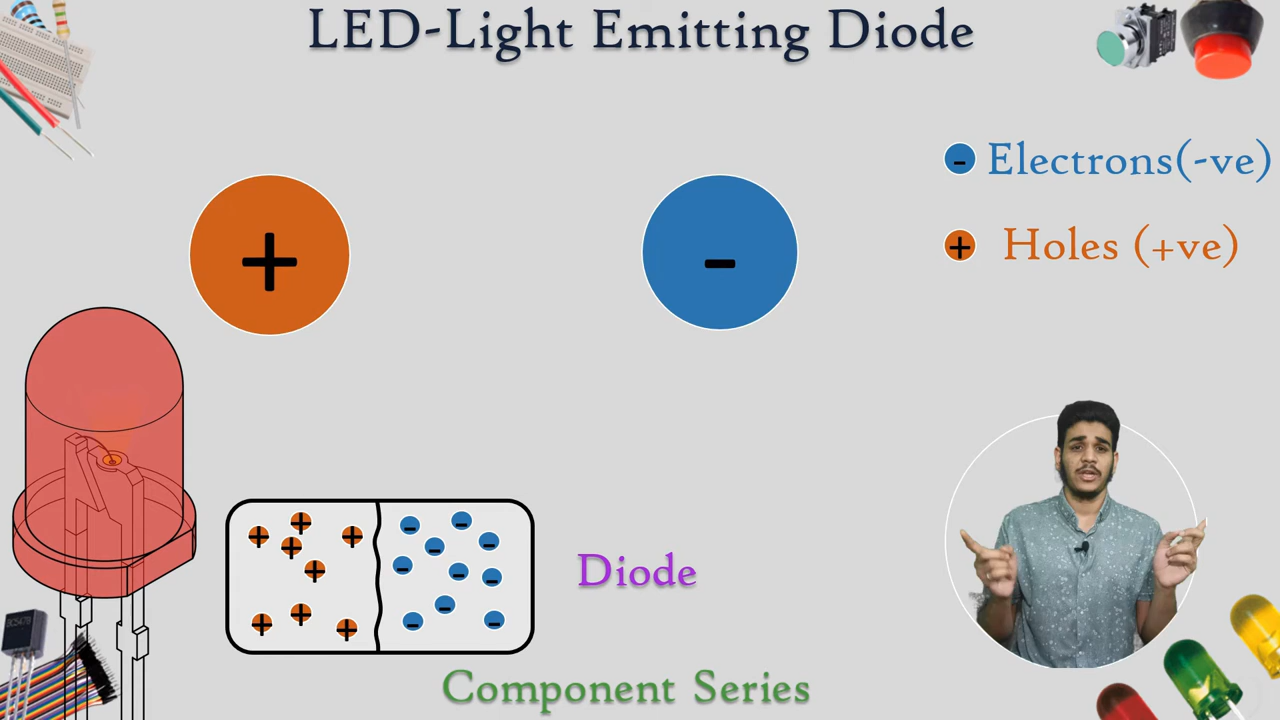 LED-Light Emitting Diode
Electrons(-ve)
Holes (+ve)
Diode
Component Series